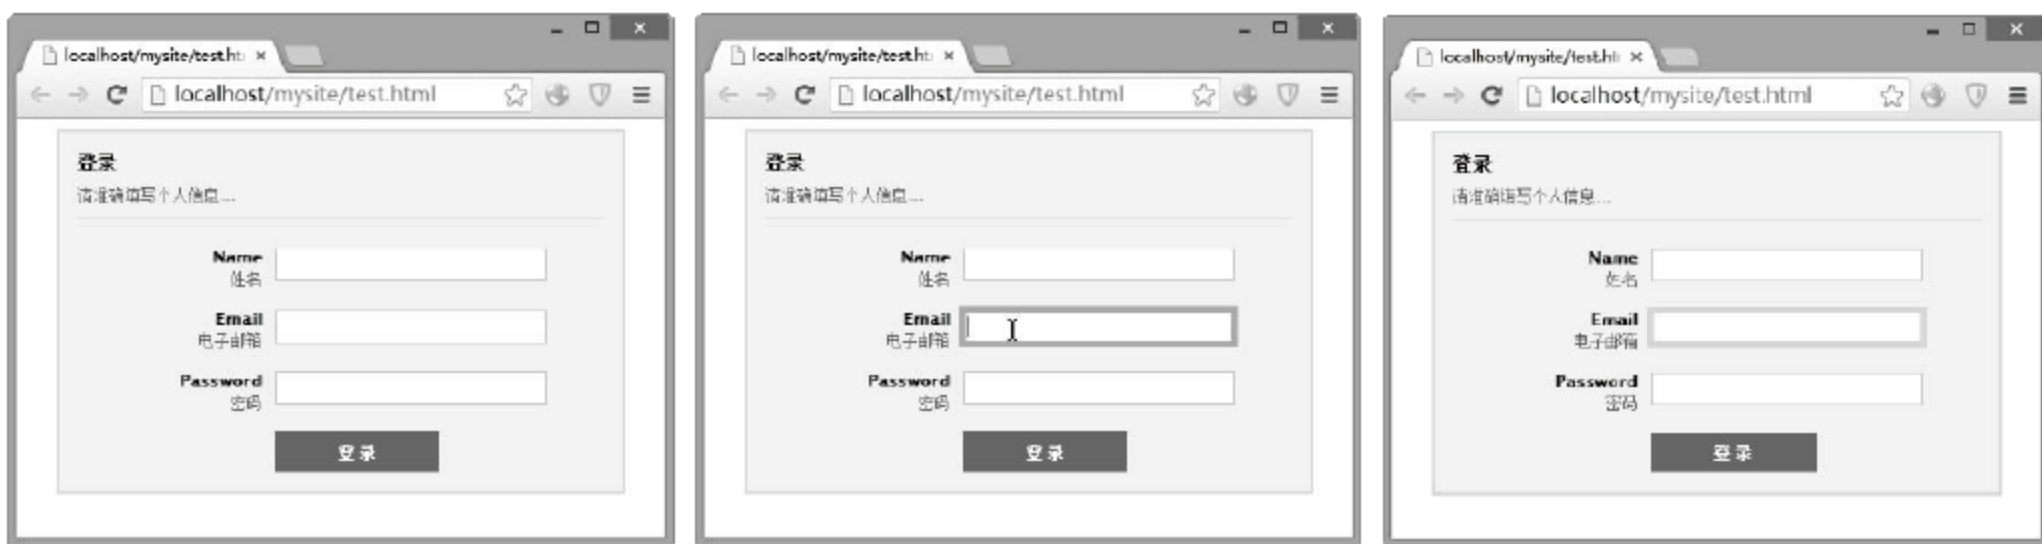 localhost/mysite/test.ht
localhost/mysite/test.html
登录
请准确填写个人信息...
Name
姓名
Email
电子邮箱
Password
密码
登录
localhost/mysite/test.ht
localhost/mysite/test.html
登录
请准确填写个人信息...
Name
姓名
Email
电子邮箱
Password
密码
登录
localhost/mysite/test.ht
localhost/mysite/test.html
登录
请准确填写个人信息...
Name
姓名
Email
电子邮箱
Password
密码
登录